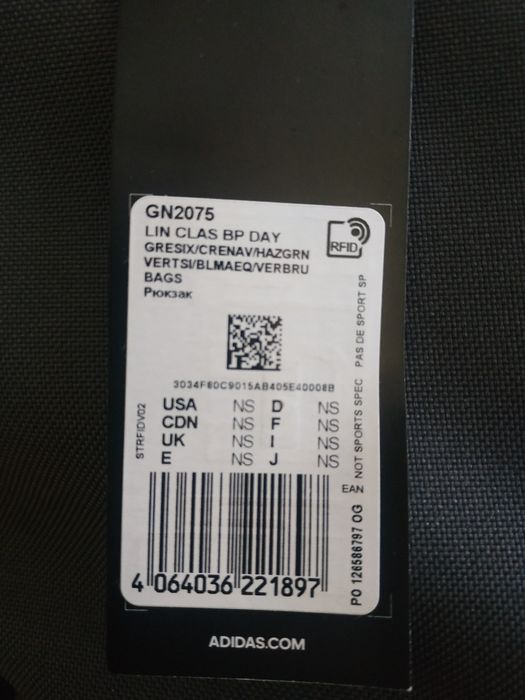 GN2075
LIN CLAS BP DAY
GRESIX/CRENAV/HAZGRN
VERTSI/BLMAEQ/VERBRU
BAGS
Рюкзак
RFID
3034F60C9015AB405E40008B
USA NS D NS
CDN NS F NS
UK NS I NS
E NS J NS
STRFIDV02
NOT SPORTS SPEC PAS DE SPORT SP
EAN
PO 126586797 OG
4 064036 221897
ADIDAS.COM